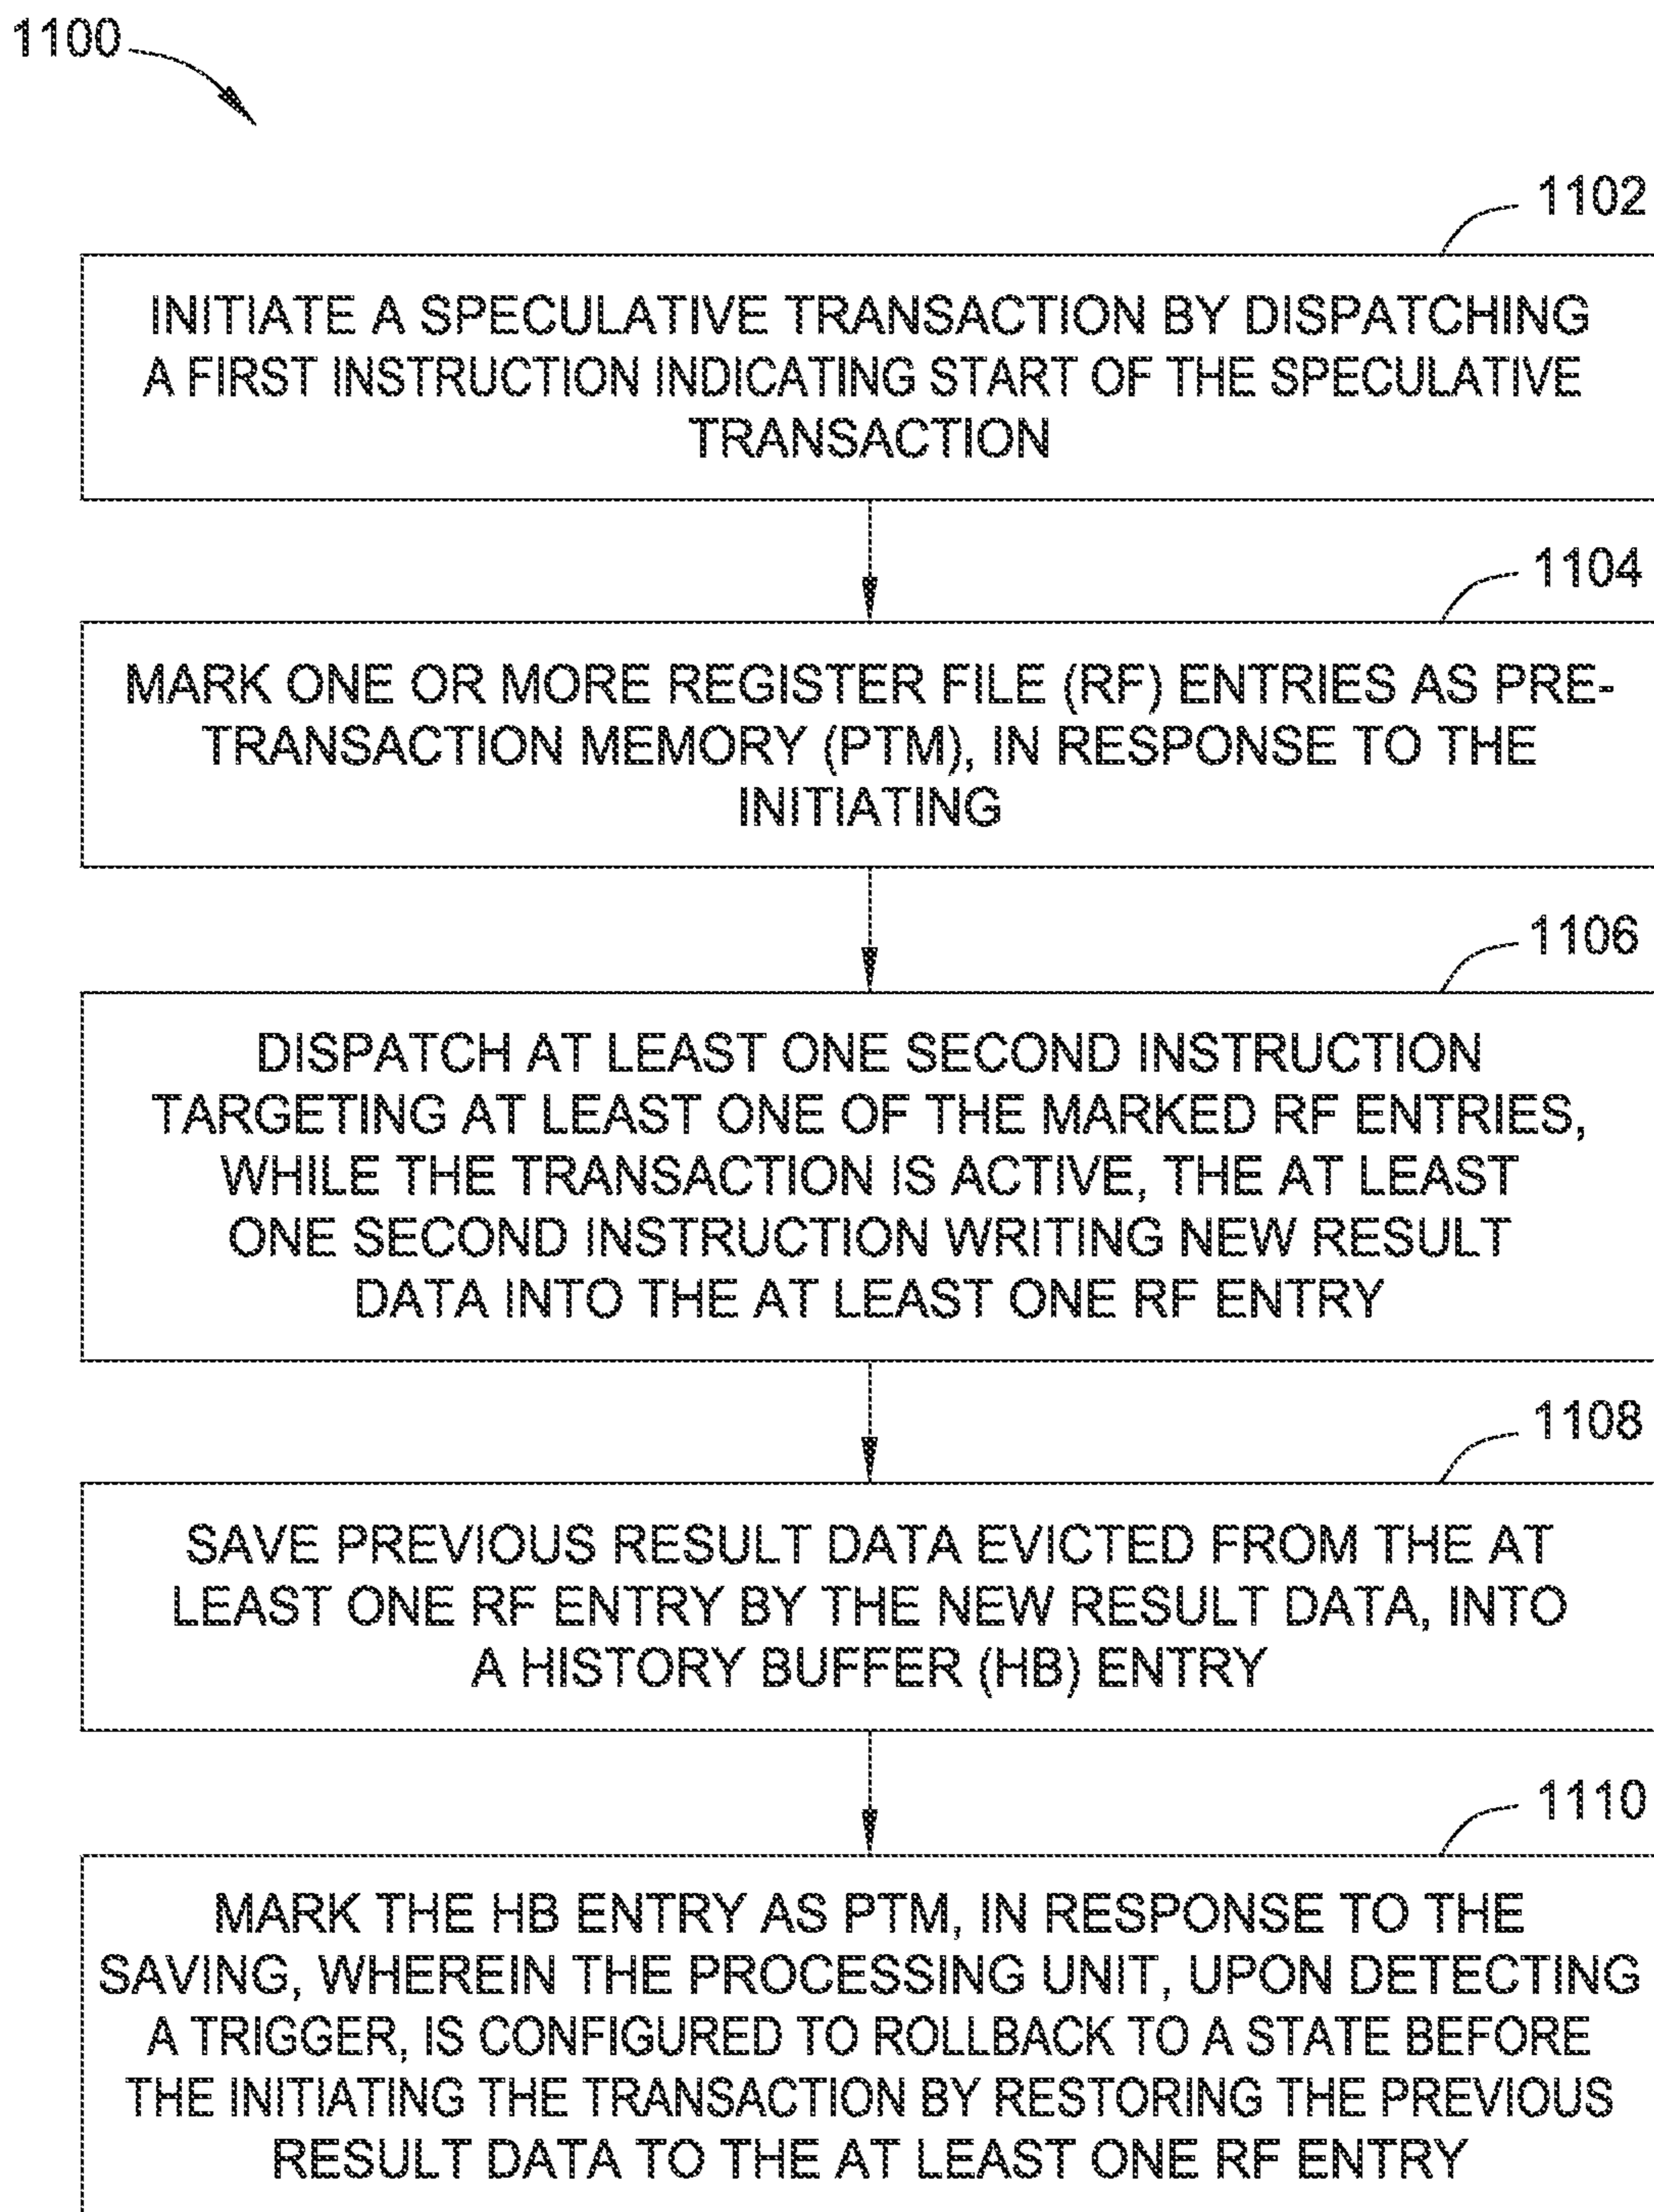 1100
1102
INITIATE A SPECULATIVE TRANSACTION BY DISPATCHING
A FIRST INSTRUCTION INDICATING START OF THE SPECULATIVE
TRANSACTION
1104
MARK ONE OR MORE REGISTER FILE (RF) ENTRIES AS PRE-
TRANSACTION MEMORY (PTM), IN RESPONSE TO THE
INITIATING
1106
DISPATCH AT LEAST ONE SECOND INSTRUCTION
TARGETING AT LEAST ONE OF THE MARKED RF ENTRIES,
WHILE THE TRANSACTION IS ACTIVE, THE AT LEAST
ONE SECOND INSTRUCTION WRITING NEW RESULT
DATA INTO THE AT LEAST ONE RF ENTRY
1108
SAVE PREVIOUS RESULT DATA EVICTED FROM THE AT
LEAST ONE RF ENTRY BY THE NEW RESULT DATA, INTO
A HISTORY BUFFER (HB) ENTRY
1110
MARK THE HB ENTRY AS PTM, IN RESPONSE TO THE
SAVING, WHEREIN THE PROCESSING UNIT, UPON DETECTING
A TRIGGER, IS CONFIGURED TO ROLLBACK TO A STATE BEFORE
THE INITIATING THE TRANSACTION BY RESTORING THE PREVIOUS
RESULT DATA TO THE AT LEAST ONE RF ENTRY